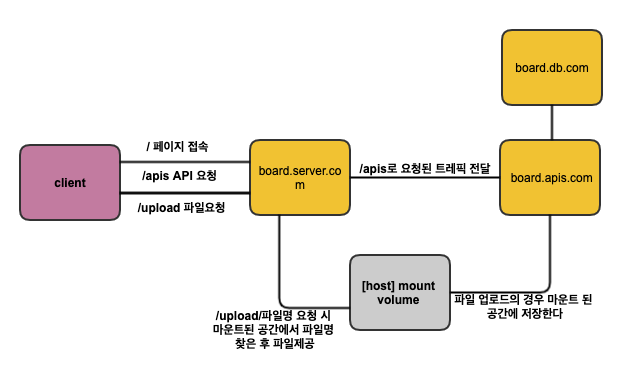 board.db.com
/ 페이지 접속
/apis API 요청
/upload 파일요청
client
board.server.co
m
/apis로 요청된 트레픽 전달
board.apis.com
[host] mount
volume
/upload/파일명 요청 시
마운트된 공간에서 파일명
찾은 후 파일제공
파일 업로드의 경우 마운트 된
공간에 저장한다